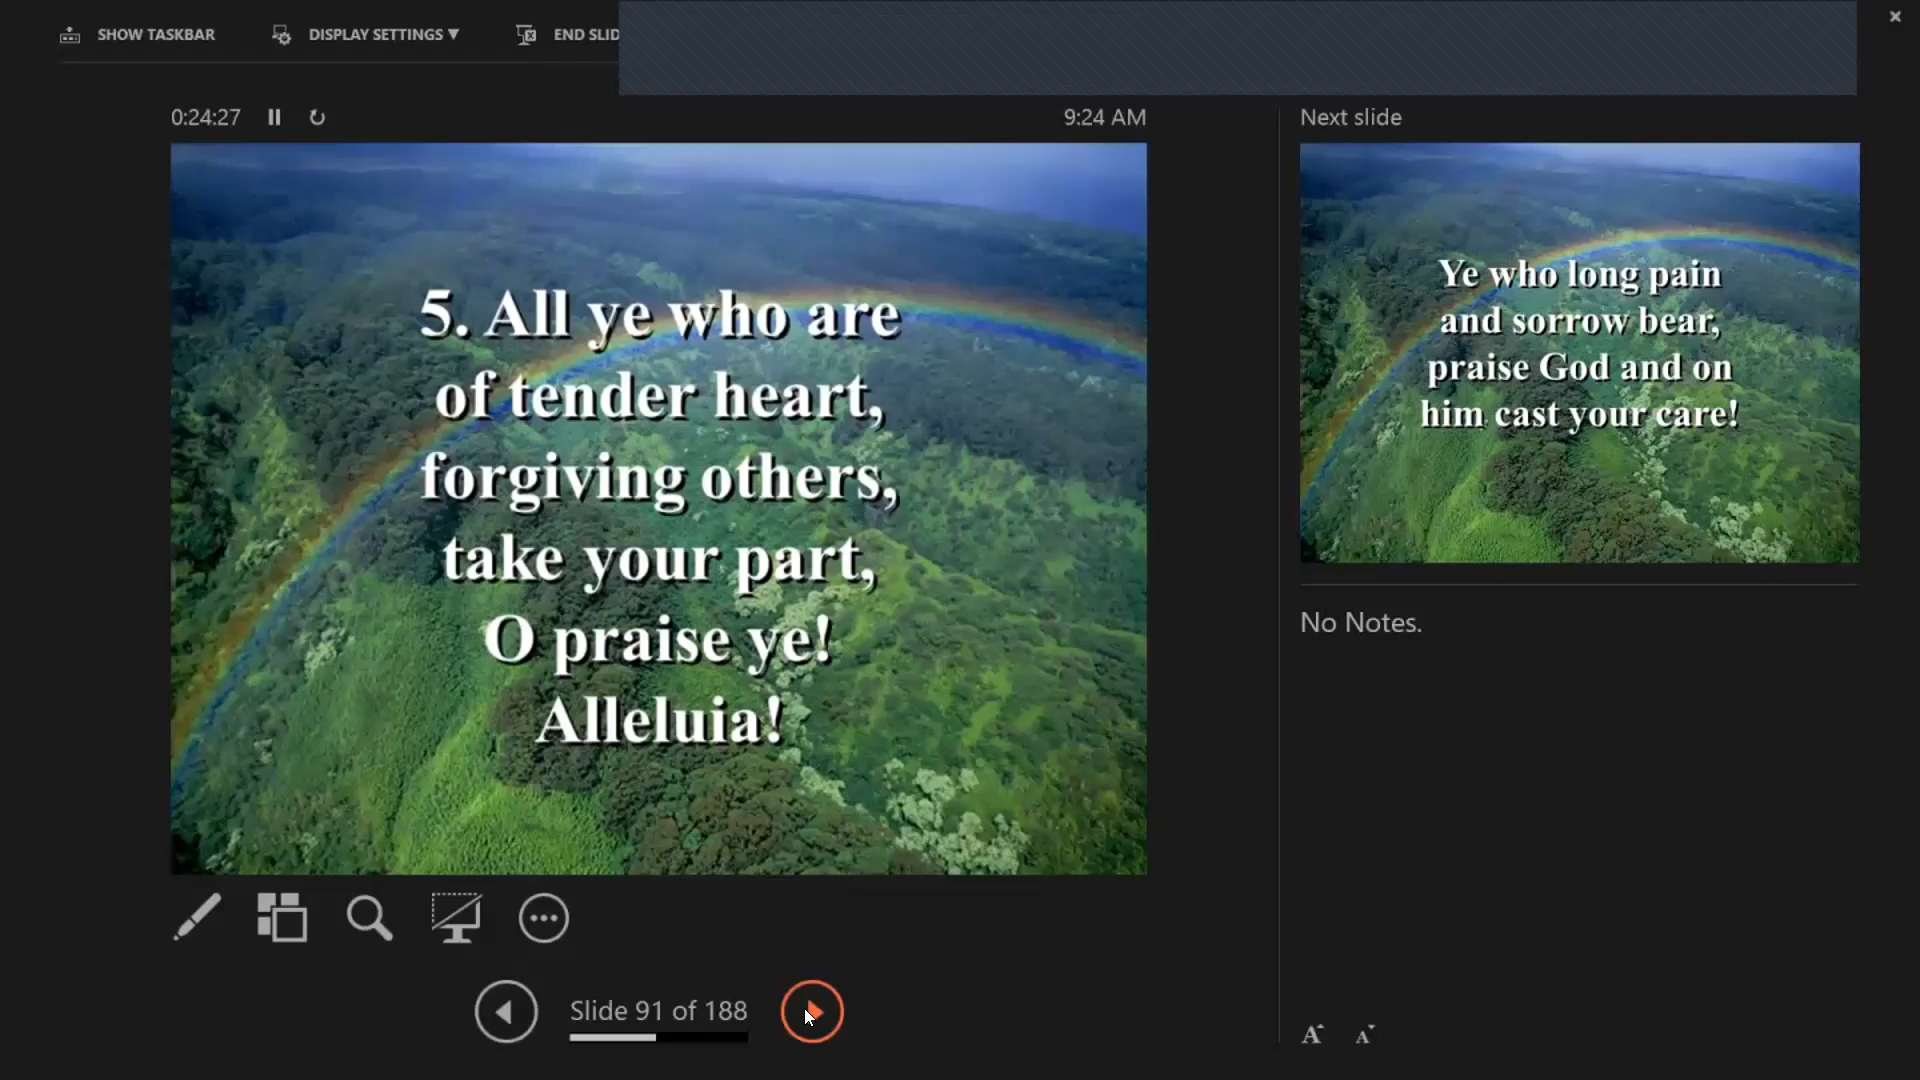 SHOW TASKBAR
DISPLAY SETTINGS ▼
END SLID
0:24:27
9:24 AM
Next slide
5. All ye who are
of tender heart,
forgiving others,
take your part,
O praise ye!
Alleluia!
Ye who long pain
and sorrow bear,
praise God and on
him cast your care!
No Notes.
Slide 91 of 188
A A